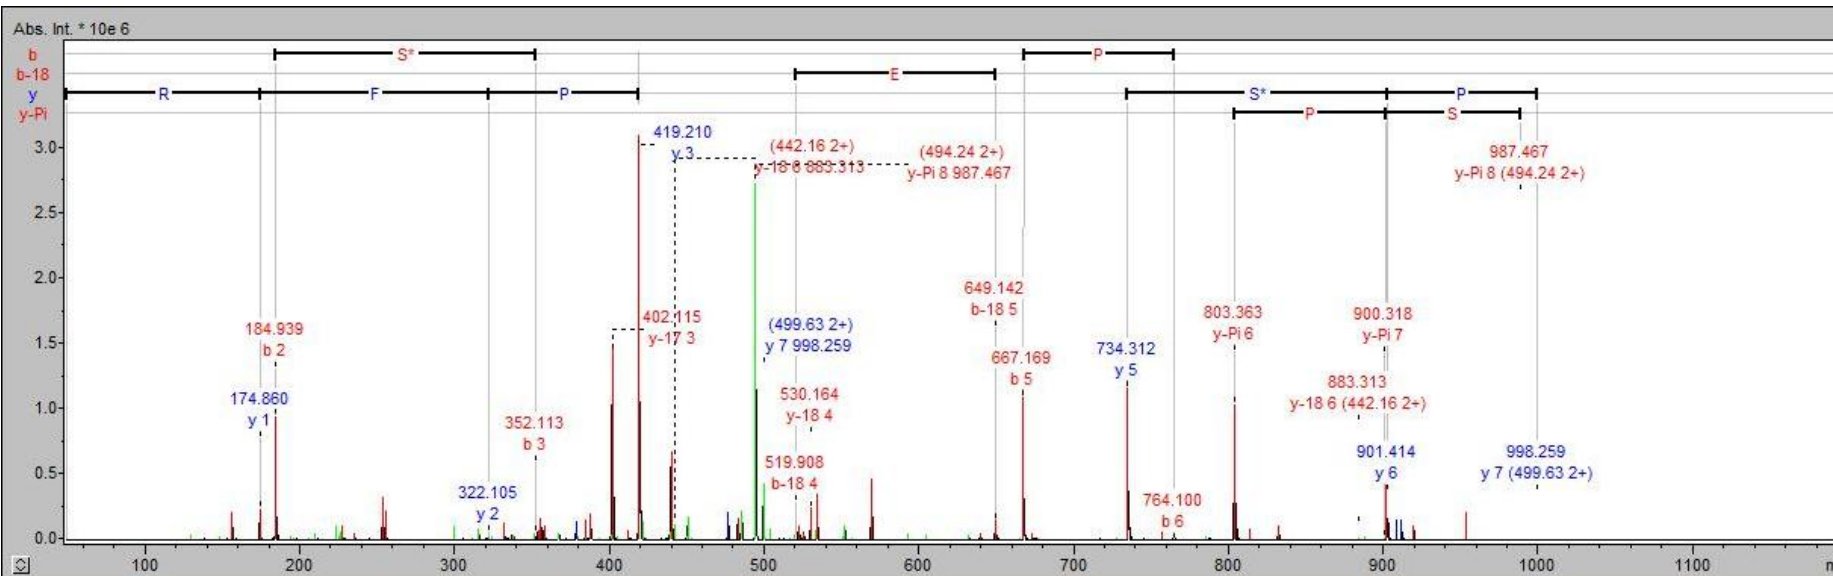 Abs. Int. * 10e 6
b S* P
b-18 E
y R F P S* P
y-Pi P S
3.0
2.5
2.0
1.5
1.0
0.5
0.0
419.210
y 3
(442.16 2+)
y-18 6 883.313
(494.24 2+)
y-Pi 8 987.467
987.467
y-Pi 8 (494.24 2+)
184.939
b 2
174.860
y 1
352.113
b 3
322.105
y 2
402.115
y-17 3
(499.63 2+)
y 7 998.259
530.164
y-18 4
519.908
b-18 4
649.142
b-18 5
667.169
b 5
734.312
y 5
764.100
b 6
803.363
y-Pi 6
900.318
y-Pi 7
883.313
y-18 6 (442.16 2+)
901.414
y 6
998.259
y 7 (499.63 2+)
100 200 300 400 500 600 700 800 900 1000 1100